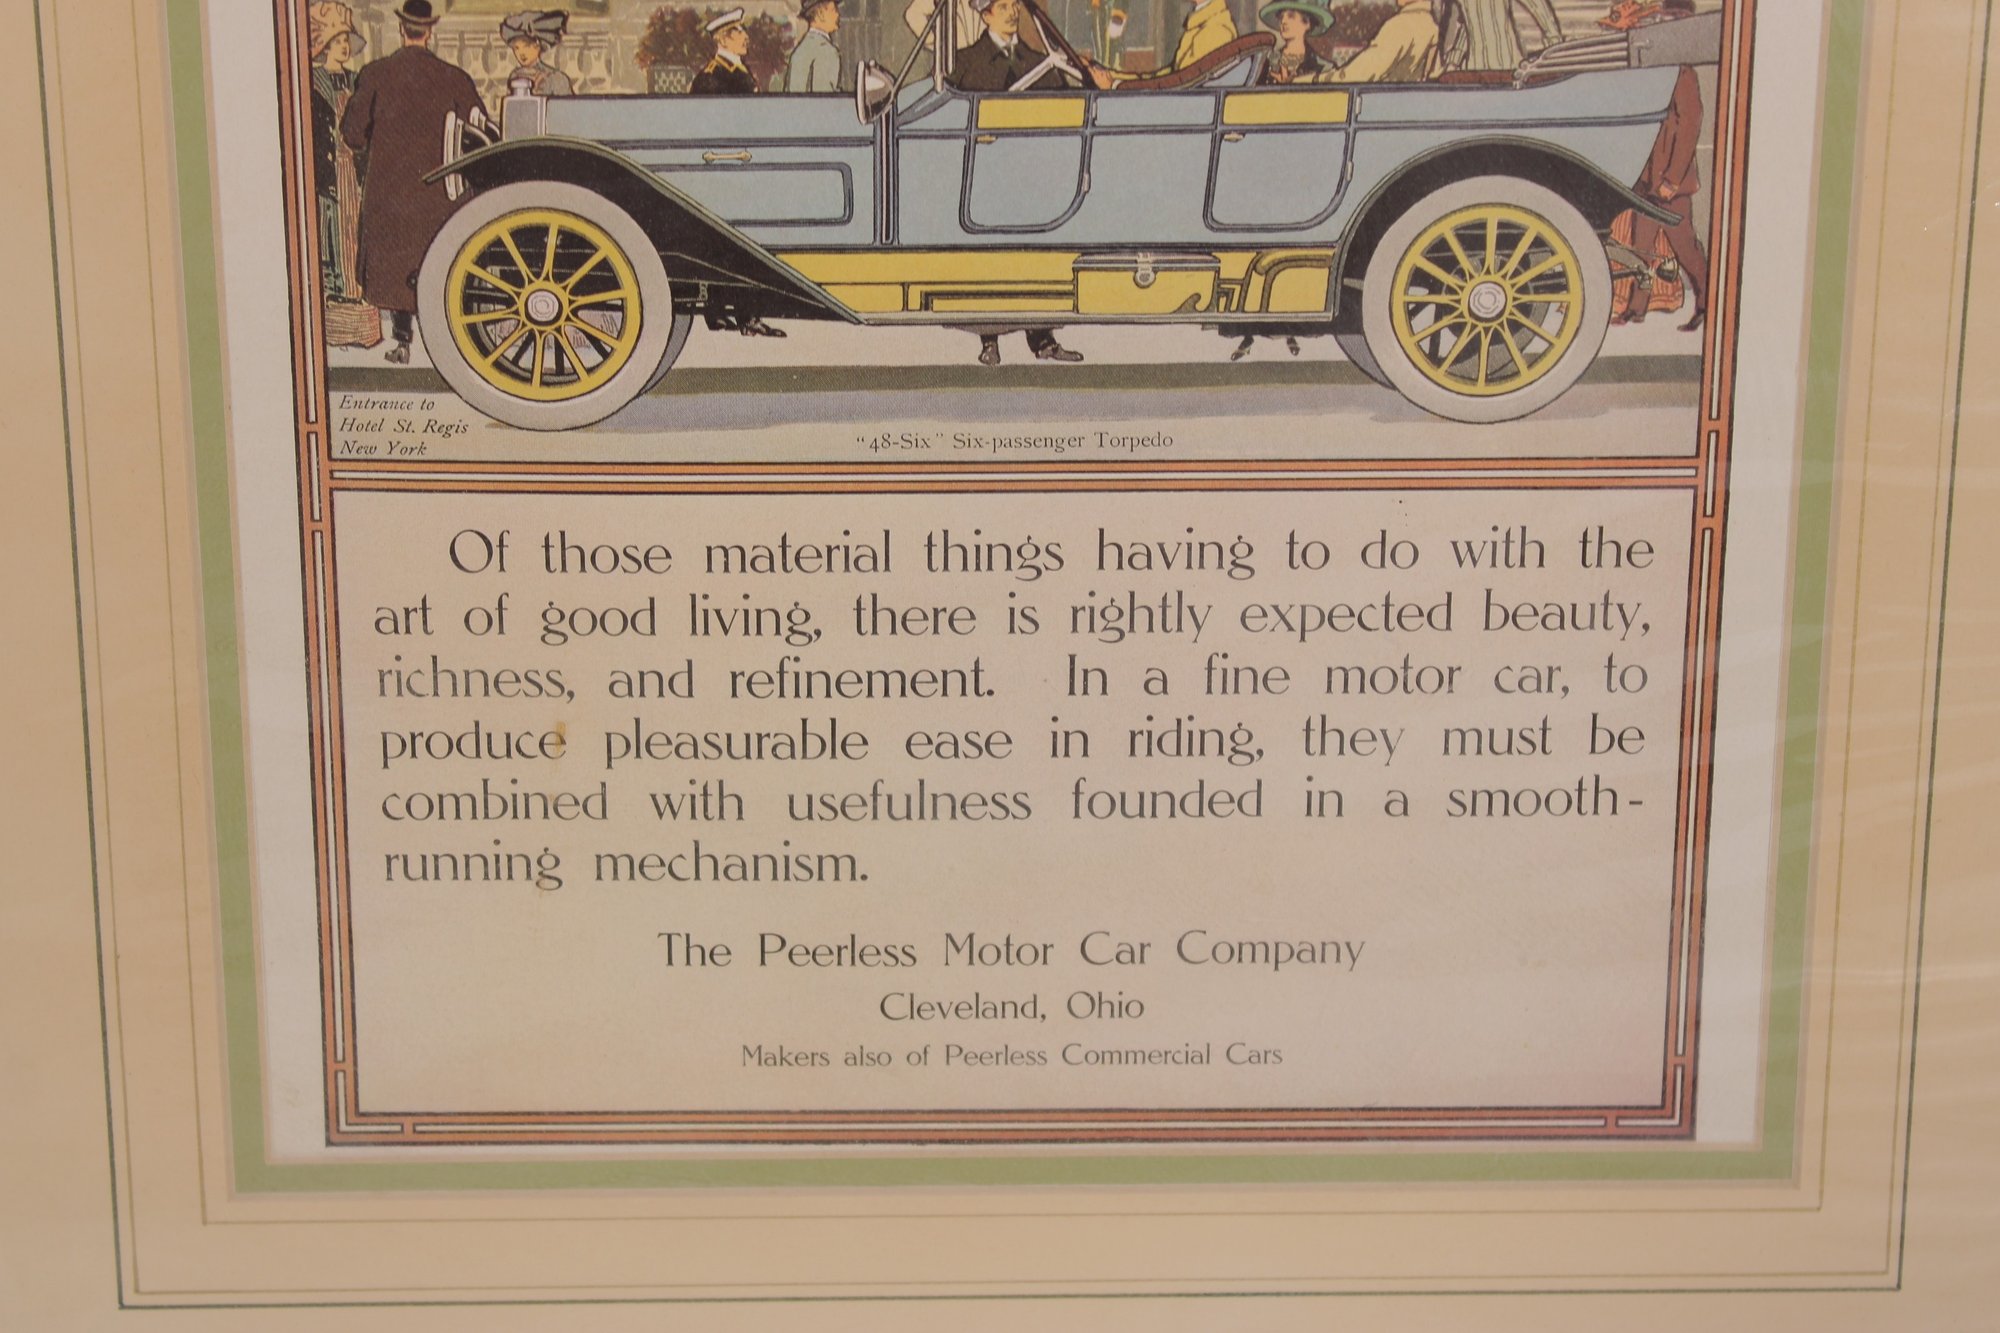 Entrance to
Hotel St. Regis
New York
"48-Six" Six-passenger Torpedo
Of those material things having to do with the
art of good living, there is rightly expected beauty,
richness, and refinement. In a fine motor car, to
produce pleasurable ease in riding, they must be
combined with usefulness founded in a smooth-
running mechanism.
The Peerless Motor Car Company
Cleveland, Ohio
Makers also of Peerless Commercial Cars